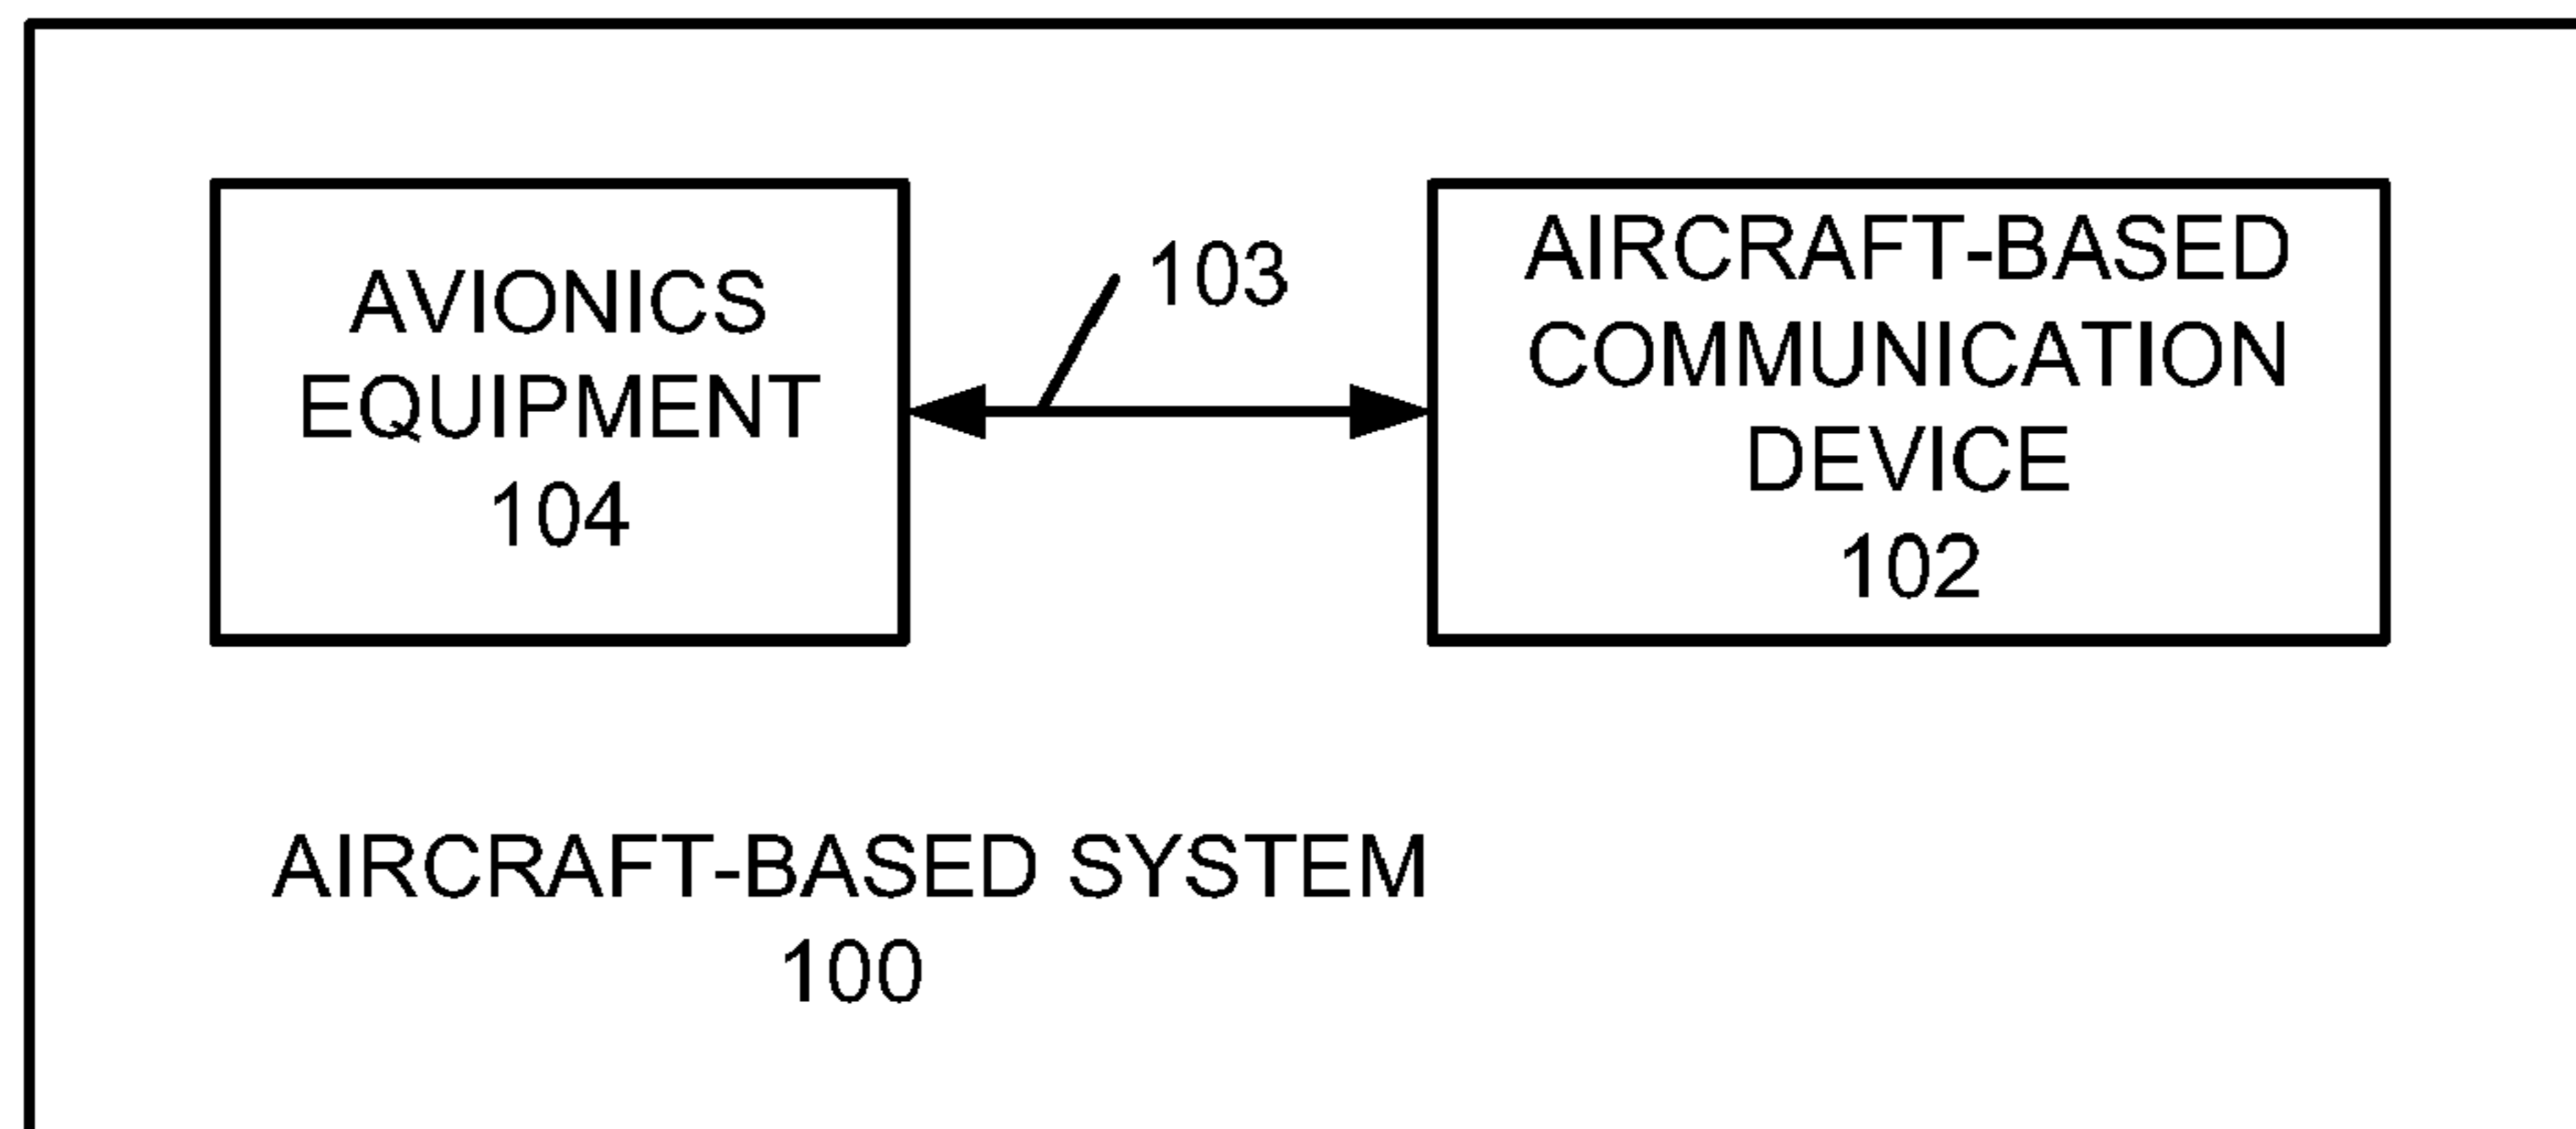 AVIONICS
EQUIPMENT
104
103
AIRCRAFT-BASED
COMMUNICATION
DEVICE
102
AIRCRAFT-BASED SYSTEM
100